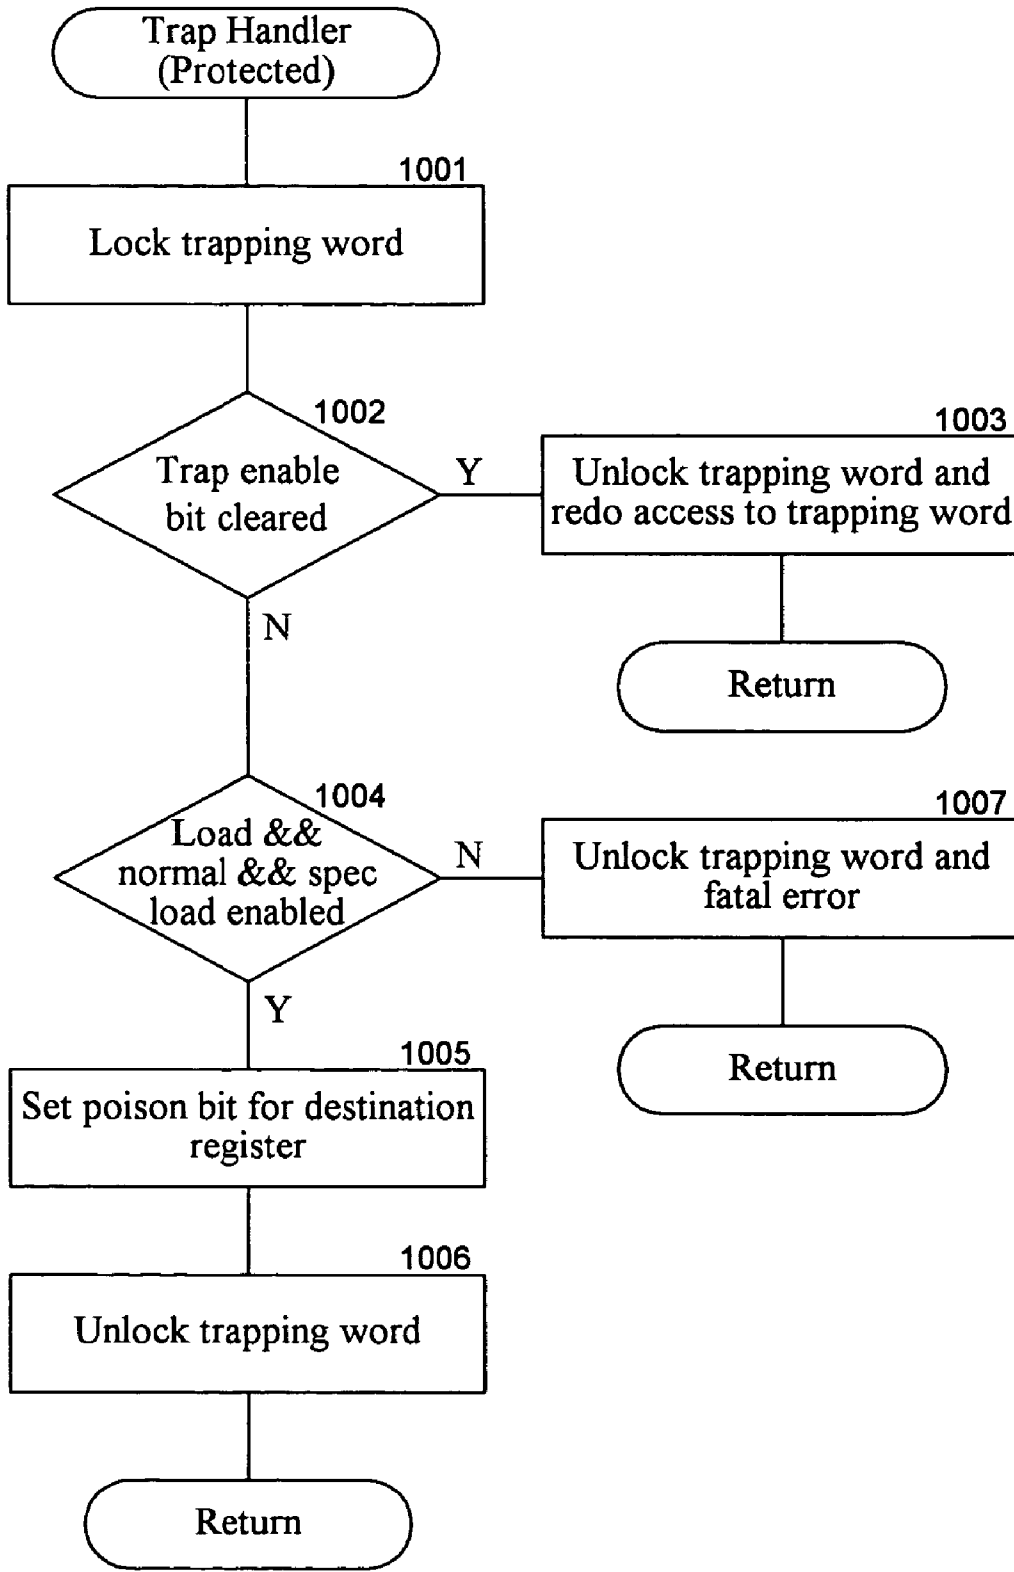 Trap Handler
(Protected)
1001
Lock trapping word
1002
Trap enable
bit cleared
Y
N
1003
Unlock trapping word and
redo access to trapping word
Return
1004
Load &&
normal && spec
load enabled
N
Y
1007
Unlock trapping word and
fatal error
Return
1005
Set poison bit for destination
register
1006
Unlock trapping word
Return